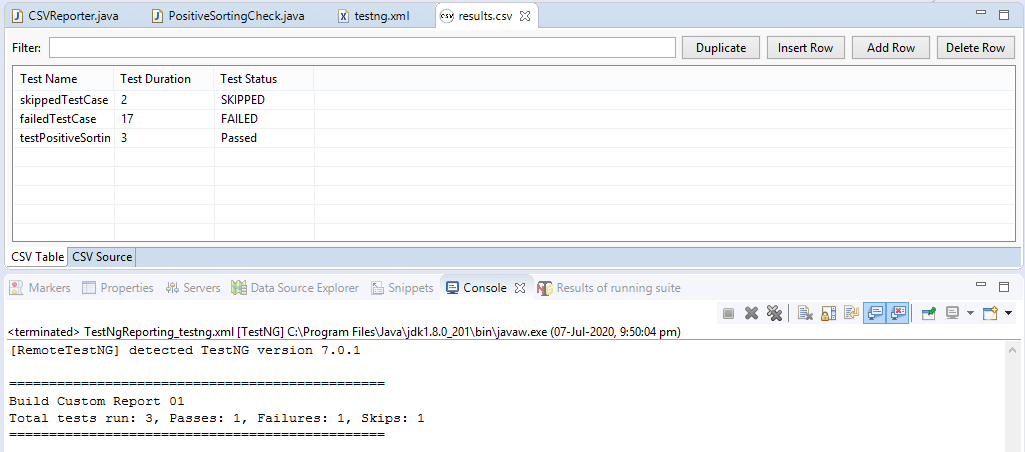 CSVReporter.java PositiveSortingCheck.java testng.xml csv results.csv
Filter: Duplicate Insert Row Add Row Delete Row
Test Name Test Duration Test Status
skippedTestCase 2 SKIPPED
failedTestCase 17 FAILED
testPositiveSortin 3 Passed
CSV Table CSV Source
Markers Properties Servers Data Source Explorer Snippets Console Results of running suite
<terminated> TestNgReporting_testng.xml [TestNG] C:\Program Files\Java\jdk1.8.0_201\bin\javaw.exe (07-Jul-2020, 9:50:04 pm)
[RemoteTestNG] detected TestNG version 7.0.1
===============================================
Build Custom Report 01
Total tests run: 3, Passes: 1, Failures: 1, Skips: 1
===============================================